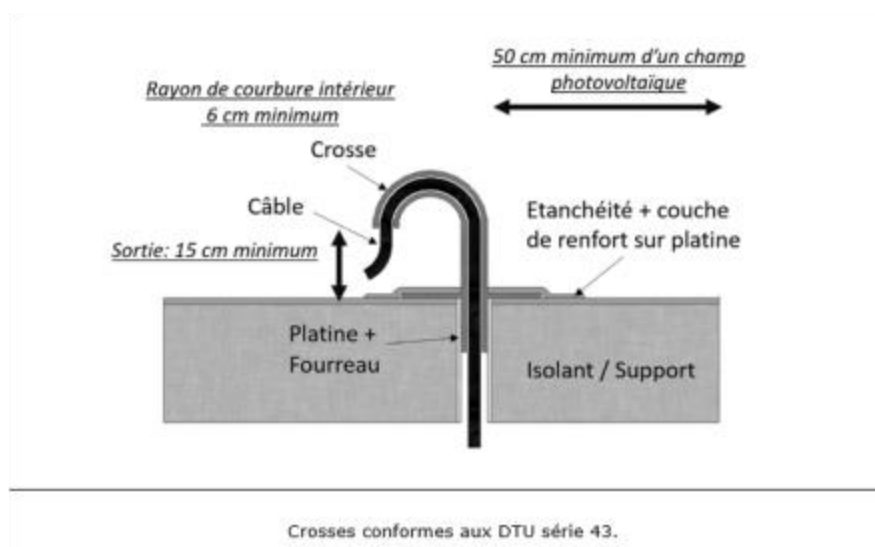 50 cm minimum d'un champ
photovoltaïque
Rayon de courbure intérieur
6 cm minimum
Crosse
Câble
Etanchéité + couche
de renfort sur platine
Sortie: 15 cm minimum
Platine +
Fourreau
Isolant / Support
Crosses conformes aux DTU série 43.